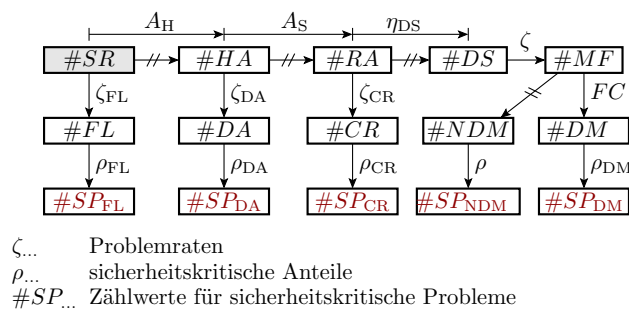 A_H A_S η_DS
#SR #HA #RA #DS ζ #MF
ζ_FL ζ_DA ζ_CR FC
#FL #DA #CR #NDM #DM
ρ_FL ρ_DA ρ_CR ρ ρ_DM
#SP_FL #SP_DA #SP_CR #SP_NDM #SP_DM
ζ... Problemraten
ρ... sicherheitskritische Anteile
#SP... Zählwerte für sicherheitskritische Probleme